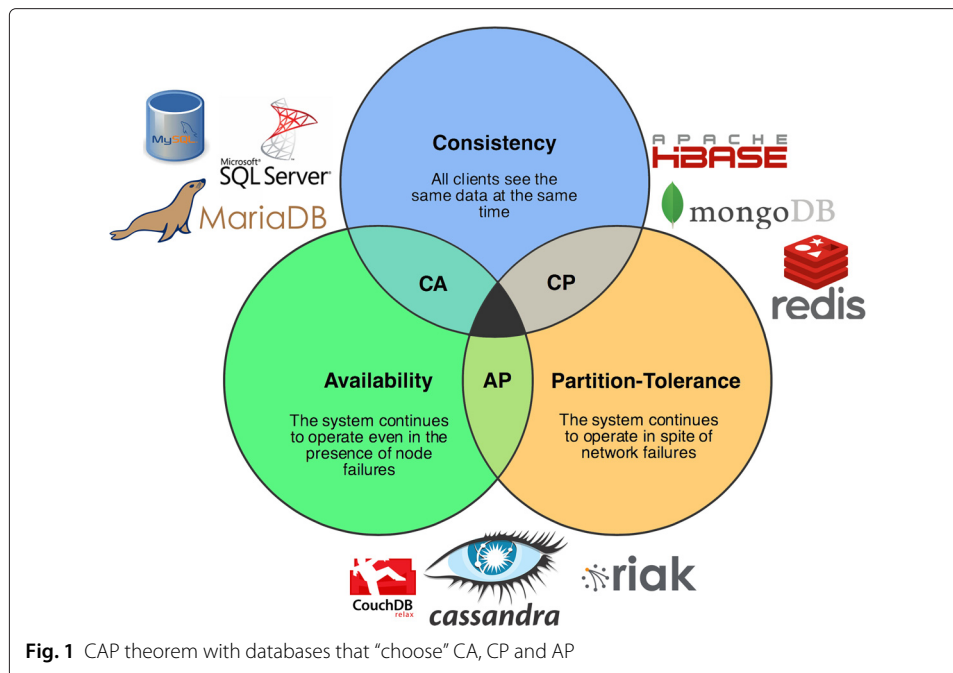 Consistency
All clients see the
same data at the same
time
MySQL
Microsoft®
SQL Server®
MariaDB
APACHE
HBASE
mongoDB
redis
CA
CP
AP
Availability
The system continues
to operate even in the
presence of node
failures
Partition-Tolerance
The system continues
to operate in spite of
network failures
CouchDB
relax
cassandra
riak
Fig. 1 CAP theorem with databases that “choose” CA, CP and AP